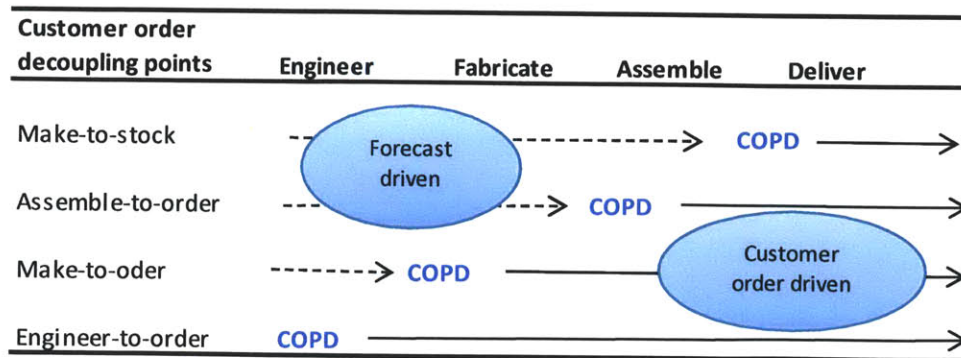 Customer order
decoupling points Engineer Fabricate Assemble Deliver
Make-to-stock COPD
Forecast
driven
Assemble-to-order COPD
Make-to-oder COPD
Customer
order driven
Engineer-to-order COPD